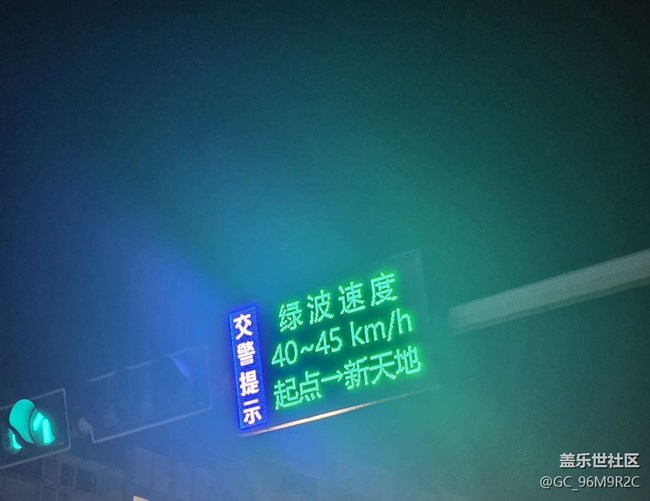 交警提示
绿波速度
40~45 km/h
起点→新天地
盖乐世社区
@GC_96M9R2C